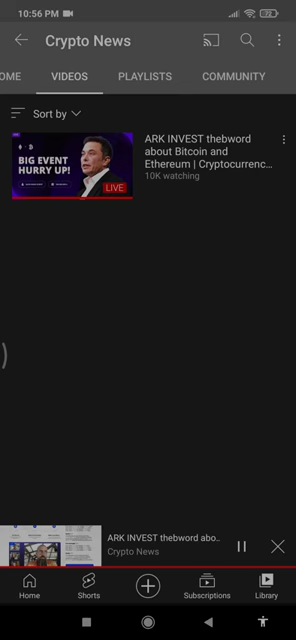 10:56 PM
72
Crypto News
OME VIDEOS PLAYLISTS COMMUNITY
Sort by
BIG EVENT
HURRY UP!
LIVE
ARK INVEST thebword
about Bitcoin and
Ethereum | Cryptocurrenc...
10K watching
ARK INVEST thebword abo..
Crypto News
Home Shorts Subscriptions Library